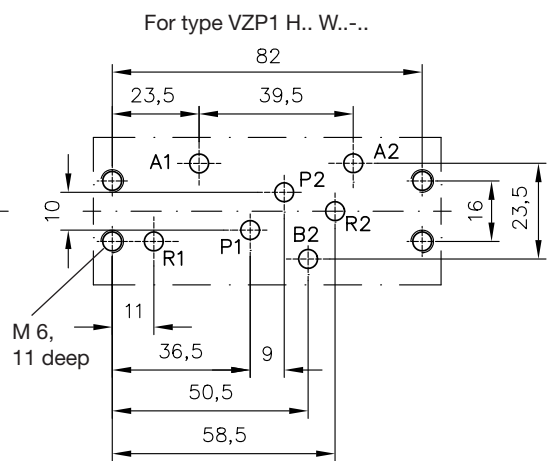 For type VZP1 H.. W..-..
82
23,5
39,5
A1
A2
P2
10
R2
16
23,5
P1
B2
R1
M 6,
11 deep
11
36,5
9
50,5
58,5